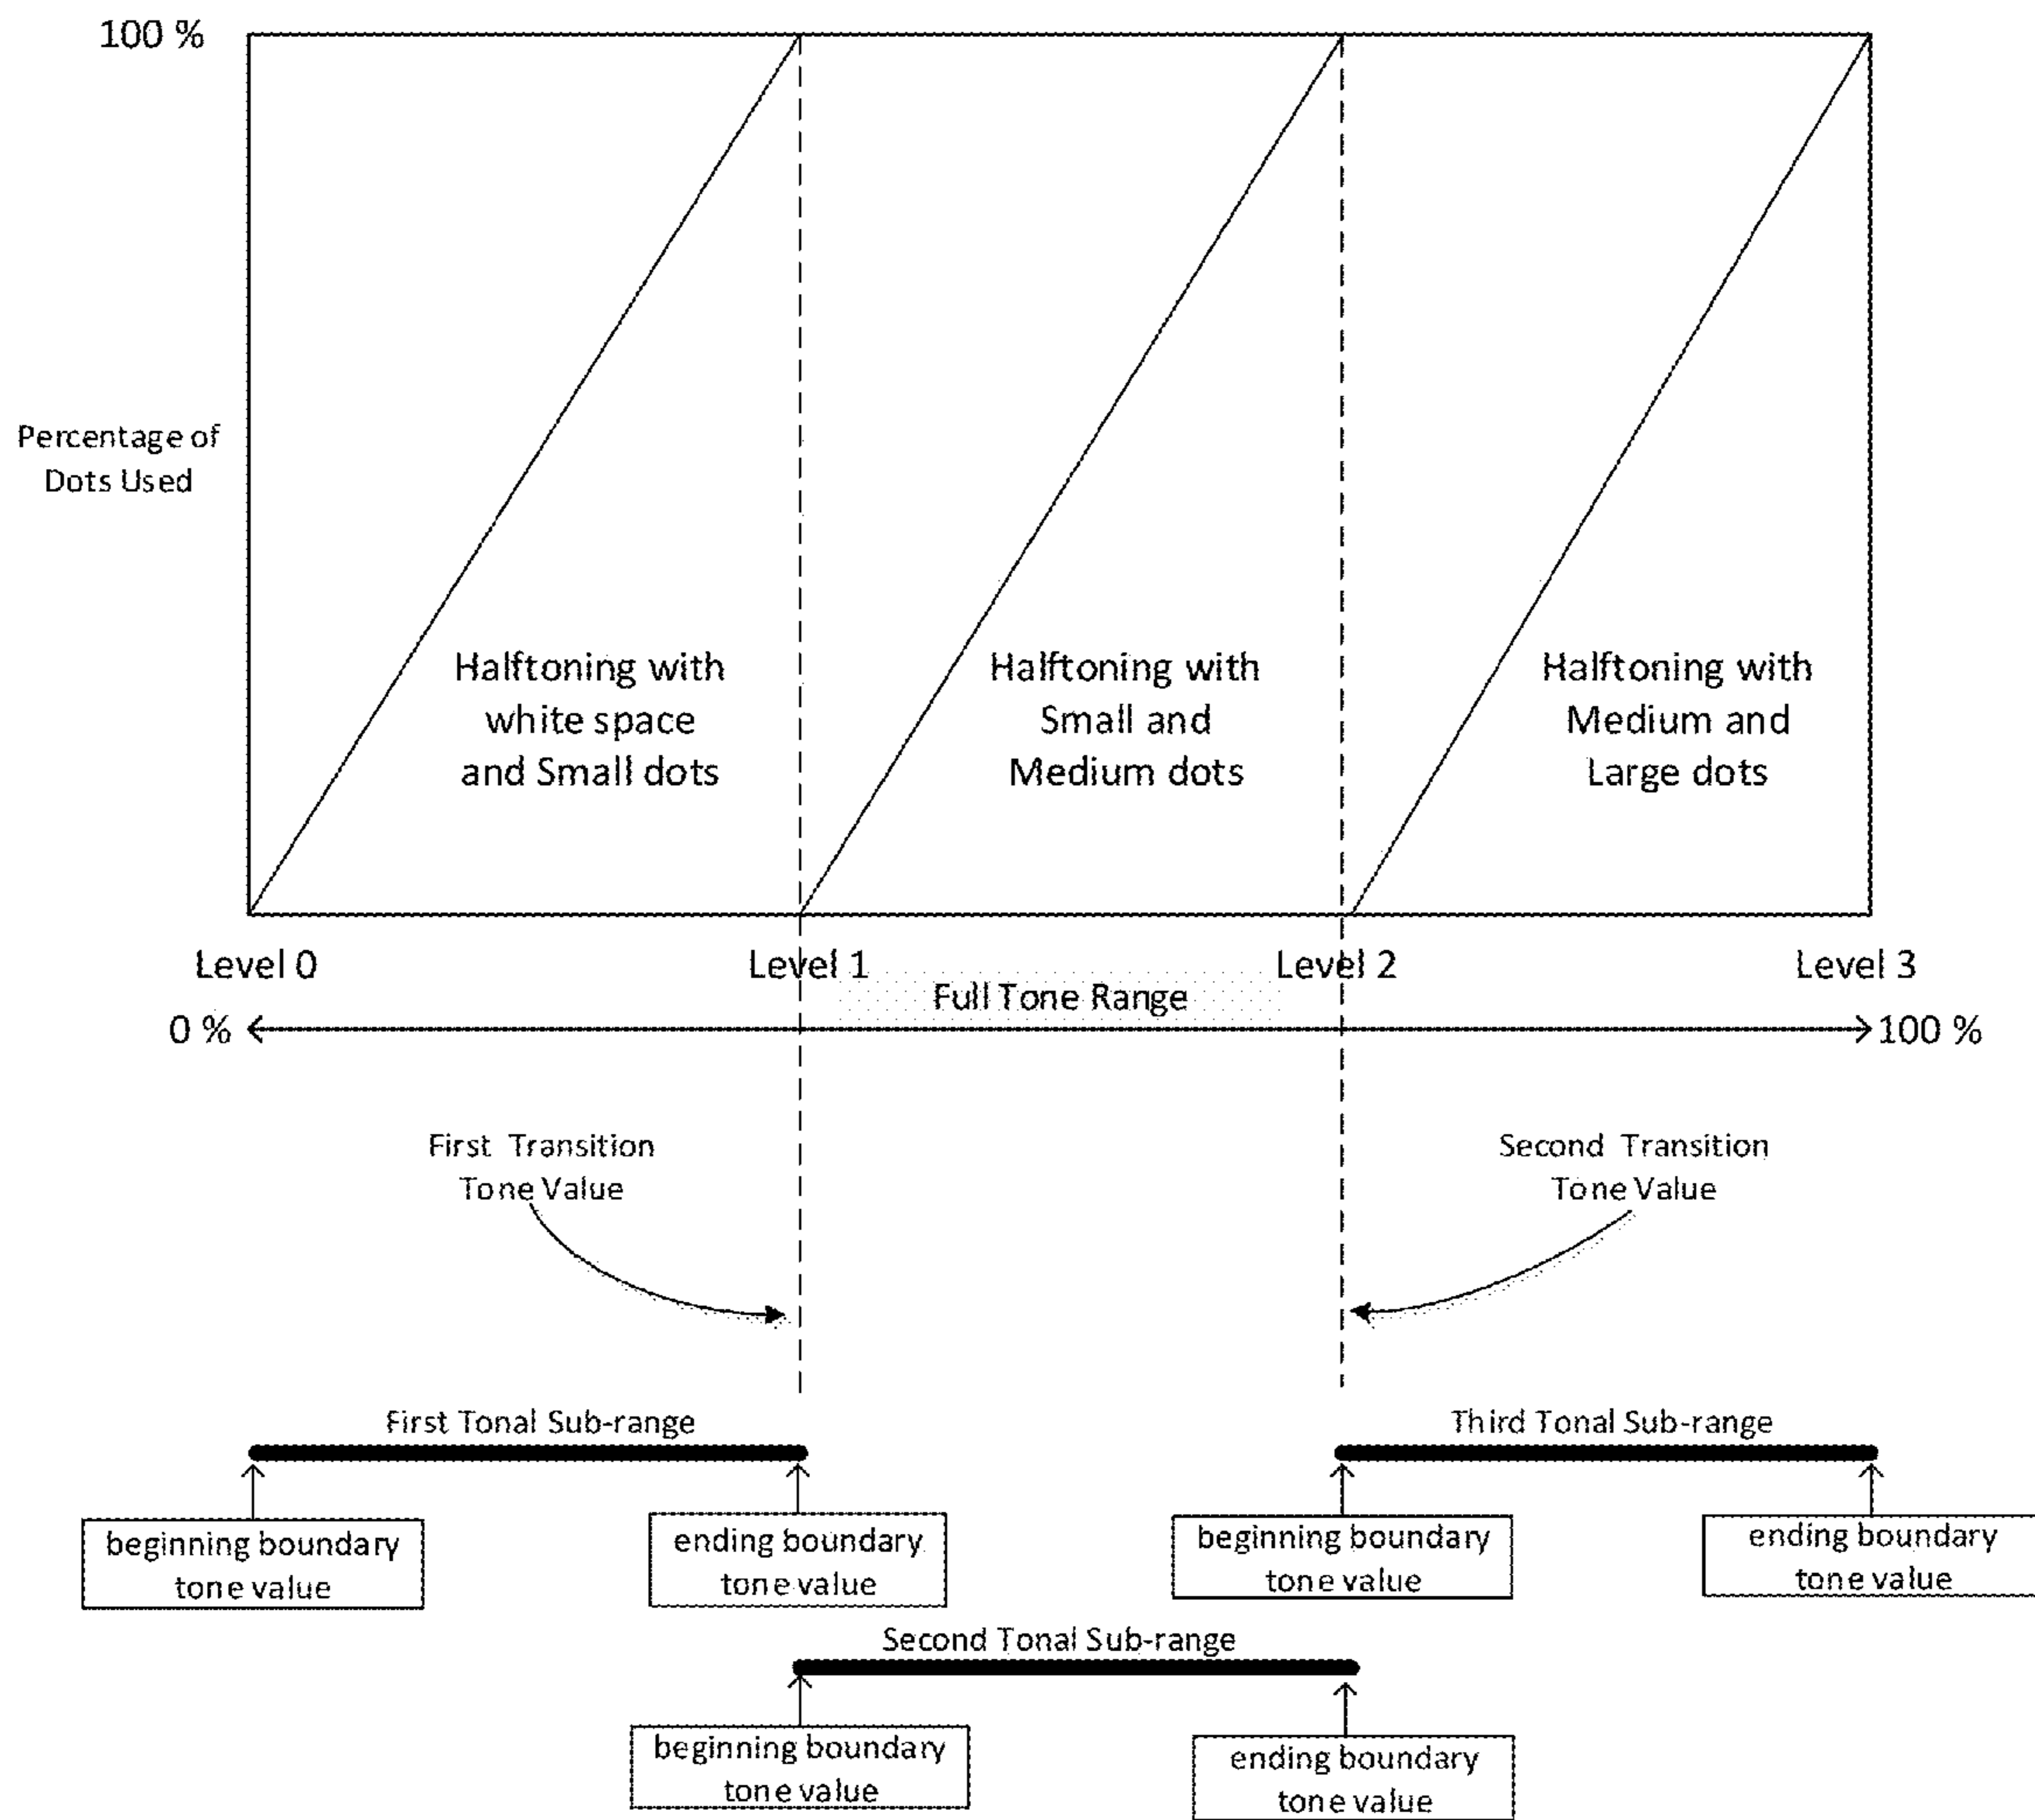 100 %
Percentage of
Dots Used
Halftoning with
white space
and Small dots
Halftoning with
Small and
Medium dots
Halftoning with
Medium and
Large dots
Level 0
Level 1
Level 2
Level 3
Full Tone Range
0 %
100 %
First Transition
Tone Value
Second Transition
Tone Value
First Tonal Sub-range
Third Tonal Sub-range
beginning boundary
tone value
ending boundary
tone value
beginning boundary
tone value
ending boundary
tone value
Second Tonal Sub-range
beginning boundary
tone value
ending boundary
tone value